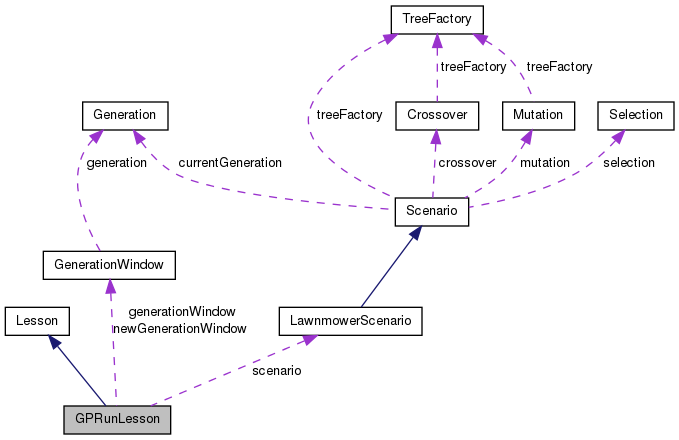 TreeFactory
treeFactory
treeFactory
Generation
treeFactory
Crossover
Mutation
Selection
generation
currentGeneration
crossover
mutation
selection
Scenario
GenerationWindow
Lesson
generationWindow
newGenerationWindow
LawnmowerScenario
scenario
GPRunLesson